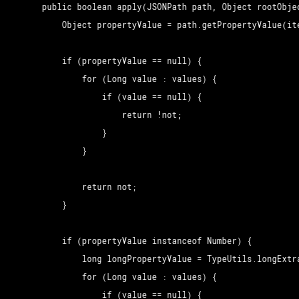 public boolean apply(JSONPath path, Object rootObjec
Object propertyValue = path.getPropertyValue(ite
if (propertyValue == null) {
for (Long value : values) {
if (value == null) {
return !not;
}
}
return not;
}
if (propertyValue instanceof Number) {
long longPropertyValue = TypeUtils.longExtra
for (Long value : values) {
if (value == null) {